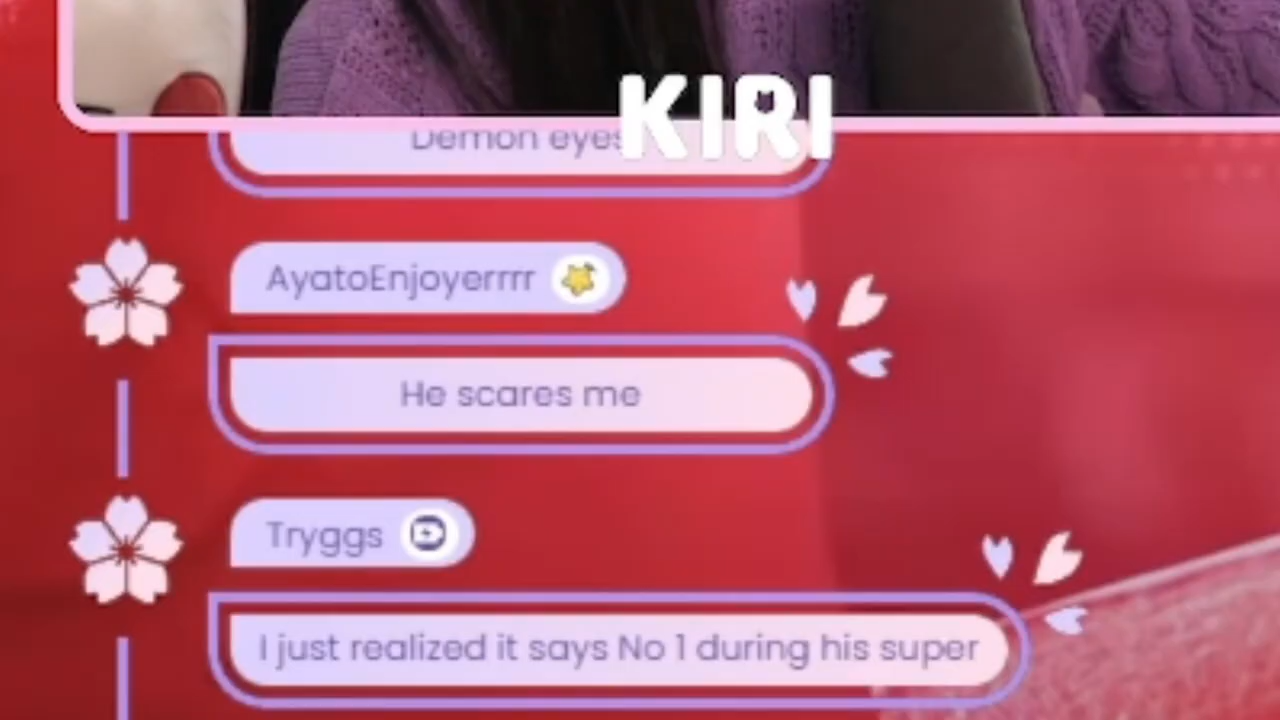 KIRI
Demon eyes
AyatoEnjoyerrrr
He scares me
Tryggs
I just realized it says No 1 during his super